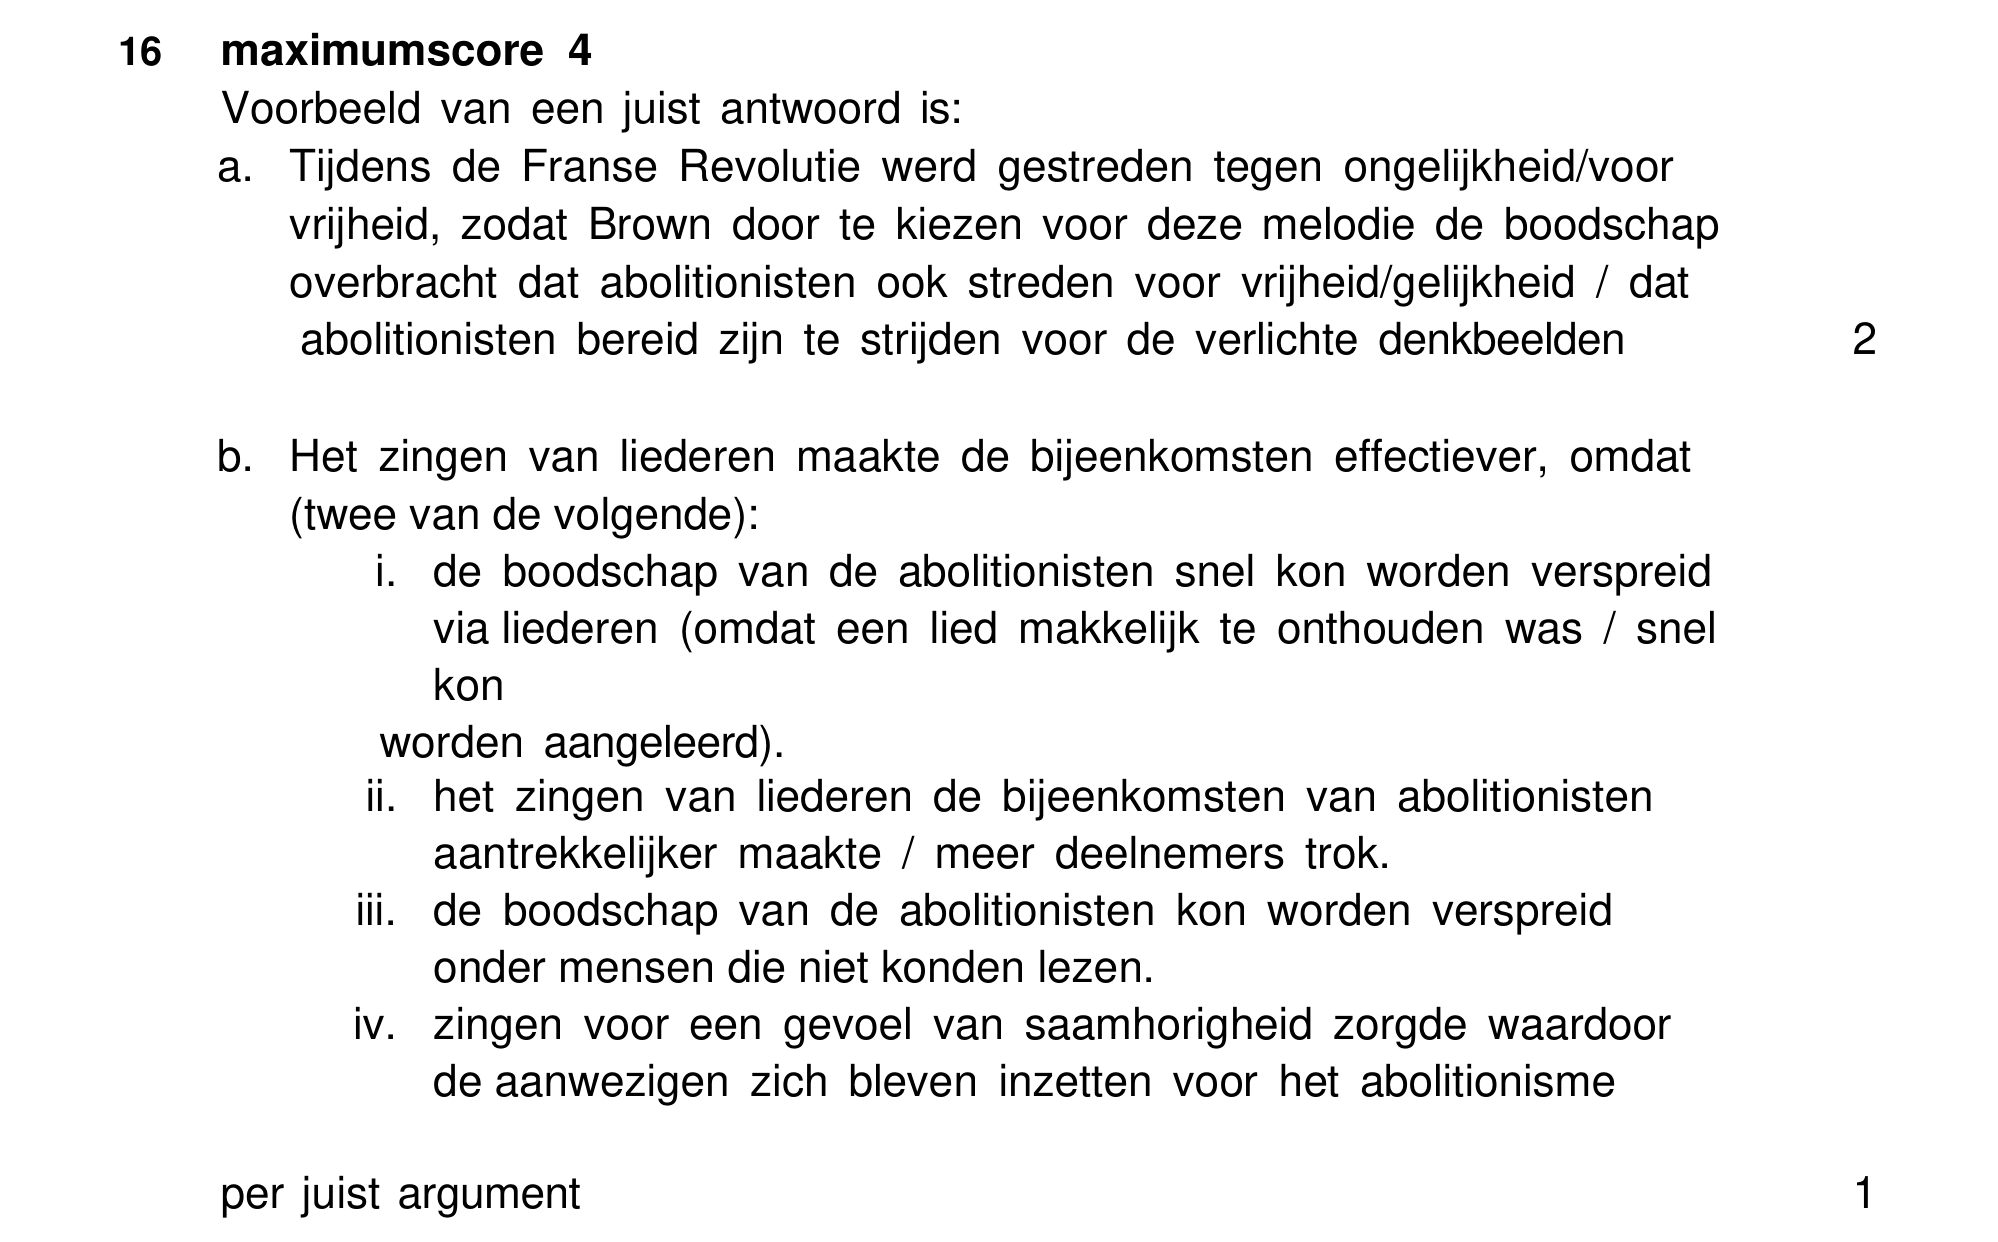 16 maximumscore 4
Voorbeeld van een juist antwoord is:
a. Tijdens de Franse Revolutie werd gestreden tegen ongelijkheid/voor
vrijheid, zodat Brown door te kiezen voor deze melodie de boodschap
overbracht dat abolitionisten ook streden voor vrijheid/gelijkheid / dat
abolitionisten bereid zijn te strijden voor de verlichte denkbeelden 2
b. Het zingen van liederen maakte de bijeenkomsten effectiever, omdat
(twee van de volgende):
i. de boodschap van de abolitionisten snel kon worden verspreid
via liederen (omdat een lied makkelijk te onthouden was / snel
kon
worden aangeleerd).
ii. het zingen van liederen de bijeenkomsten van abolitionisten
aantrekkelijker maakte / meer deelnemers trok.
iii. de boodschap van de abolitionisten kon worden verspreid
onder mensen die niet konden lezen.
iv. zingen voor een gevoel van saamhorigheid zorgde waardoor
de aanwezigen zich bleven inzetten voor het abolitionisme
per juist argument 1